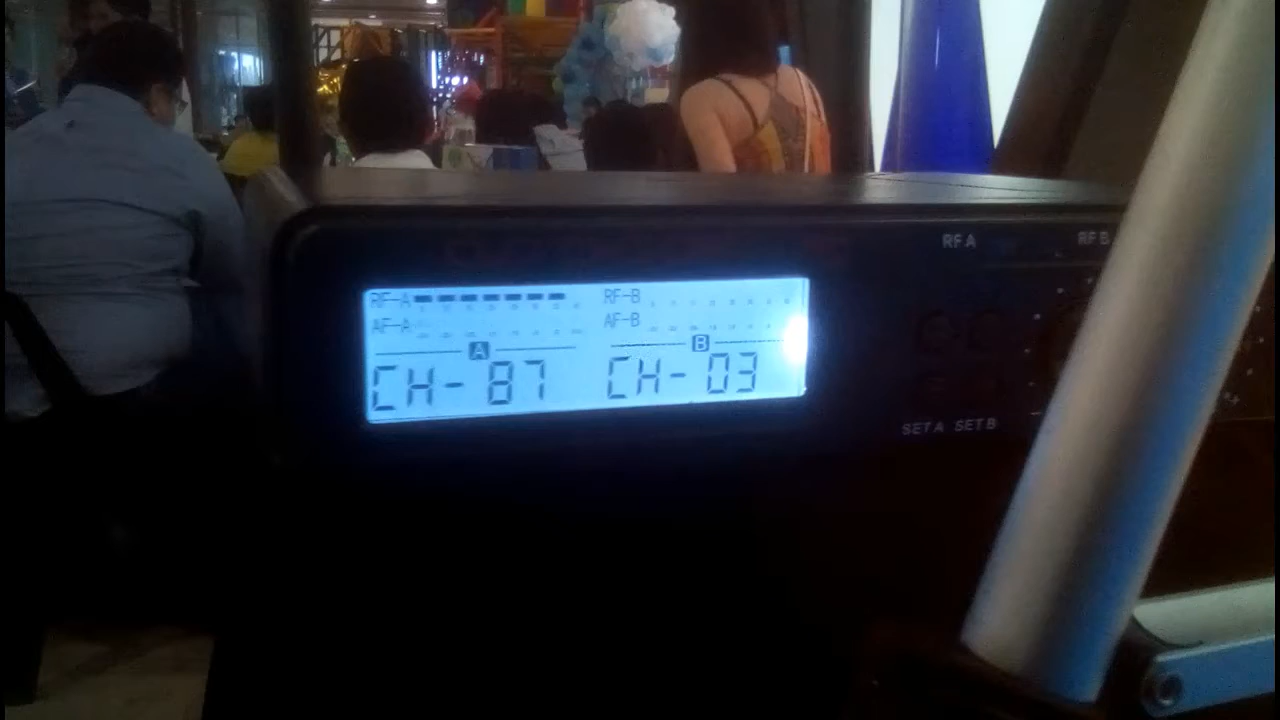 RF A RF B
RF-A RF-B
AF-A AF-B
A B
CH-87 CH-03
SET A SET B